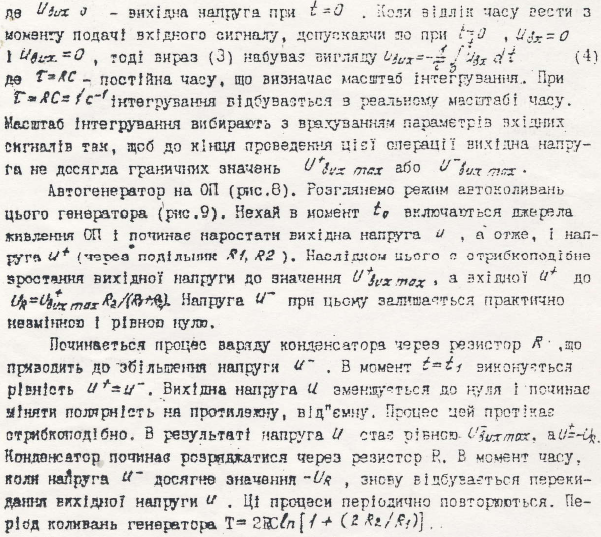 де U вих 0 - вихідна напруга при t=0 . Коли відлік часу вести з
моменту подачі вхідного сигналу, допускаючи що при t=0 , Uвх=0
і Uвих=0 , тоді вираз (3) набуває вигляду Uвих=-1/τ ∫Uвх dt (4)
де τ=RC - постійна часу, що визначає масштаб інтегрування. При
τ=RC=1c⁻¹ інтегрування відбувається в реальному масштабі часу.
Масштаб інтегрування вибирають з врахуванням параметрів вхідних
сигналів так, щоб до кінця проведення цієї операції вихідна напру-
га не досягла граничних значень U⁺вих max або U⁻вих max .
Автогенератор на ОП (рис.8). Розглянемо режим автоколивань
цього генератора (рис.9). Нехай в момент t₀ включаються джерела
живлення ОП і починає наростати вихідна напруга U , а отже, і нап-
руга U⁺ (через подільник R1, R2 ). Наслідком цього є стрибкоподібне
зростання вихідної напруги до значення U⁺вих max , а вхідної U⁺ до
UR=U⁺вих max R2/(R1+R2). Напруга U⁻ при цьому залишається практично
незмінною і рівною нулю.
Починається процес заряду конденсатора через резистор R ,що
приводить до збільшення напруги U⁻ . В момент t=t₁ виконується
рівність U⁺=U⁻. Вихідна напруга U зменшується до нуля і починає
міняти полярність на протилежну, від"ємну. Процес цей протікає
стрибкоподібно. В результаті напруга U стає рівною U⁻вих max, а U⁺=-UR.
Конденсатор починає розряджатися через резистор R. В момент часу,
коли напруга U⁻ досягне значення -UR , знову відбувається переки-
дання вихідної напруги U . Ці процеси періодично повторюються. Пе-
ріод коливань генератора T= 2RC ln[1 + (2 R2/R1)] .